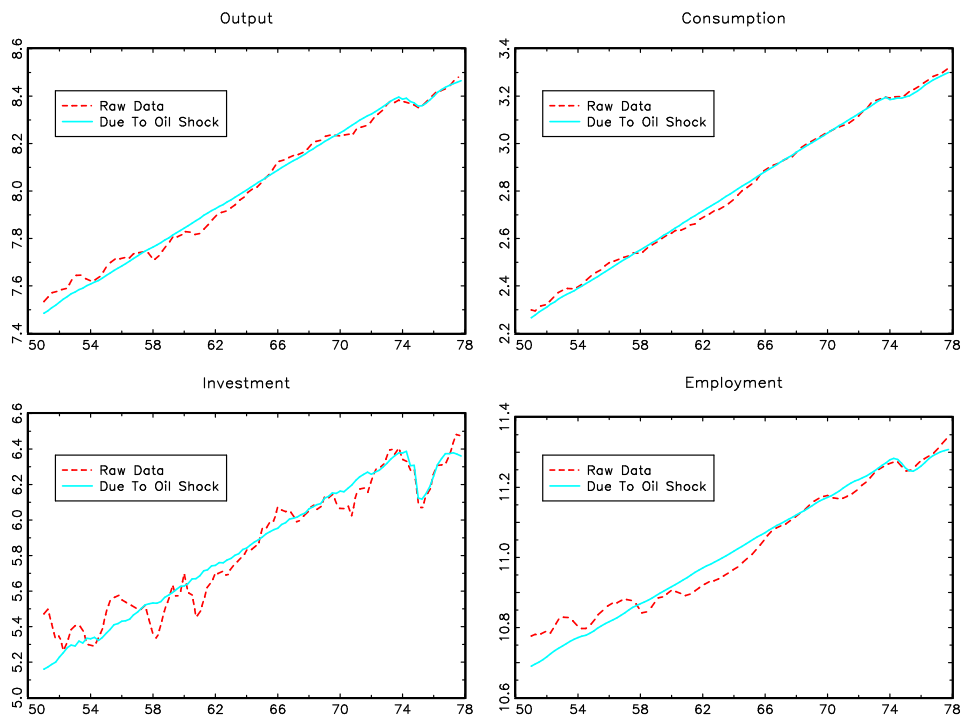 Output
8.6
8.4
8.2
8.0
7.8
7.6
7.4
Raw Data
Due To Oil Shock
50 54 58 62 66 70 74 78
Consumption
3.4
3.2
3.0
2.8
2.6
2.4
2.2
Raw Data
Due To Oil Shock
50 54 58 62 66 70 74 78
Investment
6.6
6.4
6.2
6.0
5.8
5.6
5.4
5.2
5.0
Raw Data
Due To Oil Shock
50 54 58 62 66 70 74 78
Employment
11.4
11.2
11.0
10.8
10.6
Raw Data
Due To Oil Shock
50 54 58 62 66 70 74 78